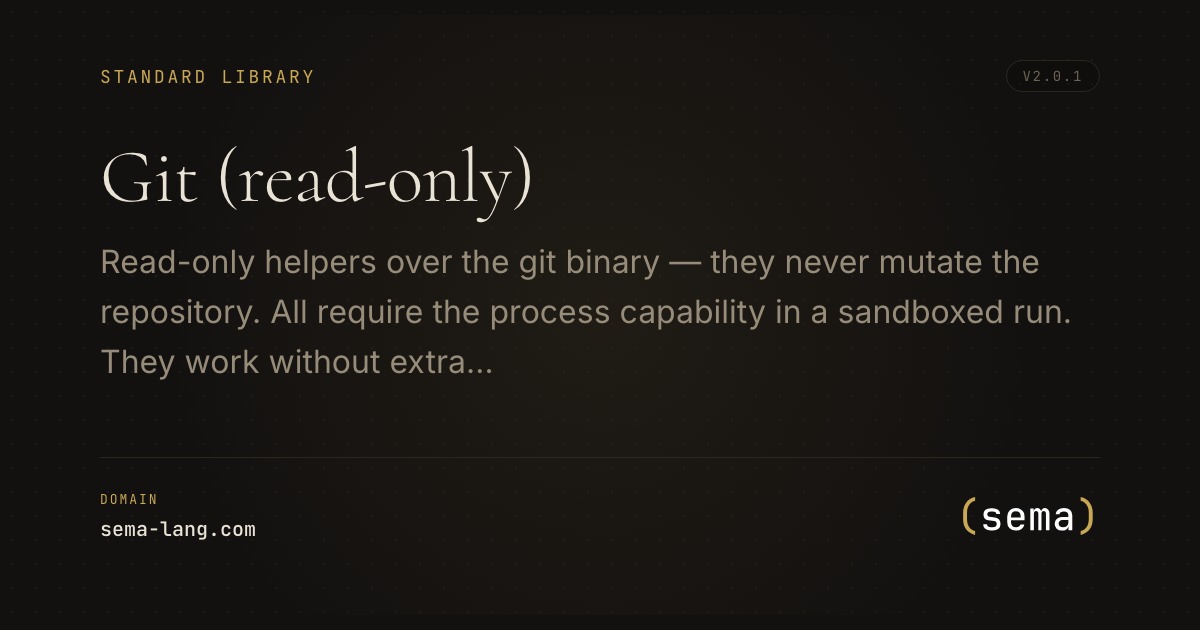 STANDARD LIBRARY
V2.0.1
Git (read-only)
Read-only helpers over the git binary — they never mutate the
repository. All require the process capability in a sandboxed run.
They work without extra...
DOMAIN
sema-lang.com
(sema)